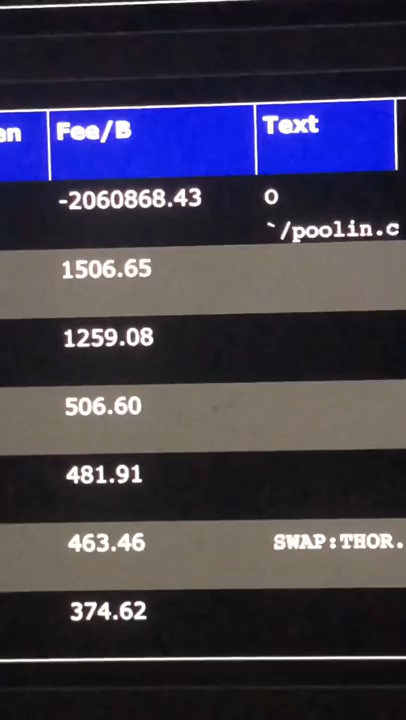 en Fee/B Text
-2060868.43 O
`/poolin.c
1506.65
1259.08
506.60
481.91
463.46 SWAP:THOR.
374.62